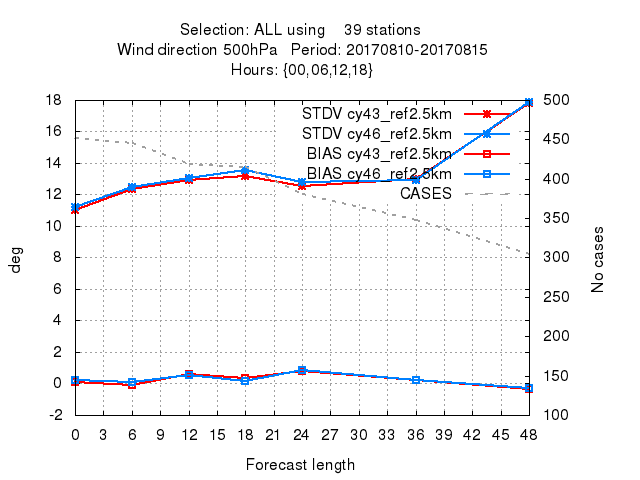 Selection: ALL using 39 stations
Wind direction 500hPa Period: 20170810-20170815
Hours: {00,06,12,18}
STDV cy43_ref2.5km
STDV cy46_ref2.5km
BIAS cy43_ref2.5km
BIAS cy46_ref2.5km
CASES
18
16
14
12
10
8
6
4
2
0
-2
deg
500
450
400
350
300
250
200
150
100
No cases
0 3 6 9 12 15 18 21 24 27 30 33 36 39 42 45 48
Forecast length